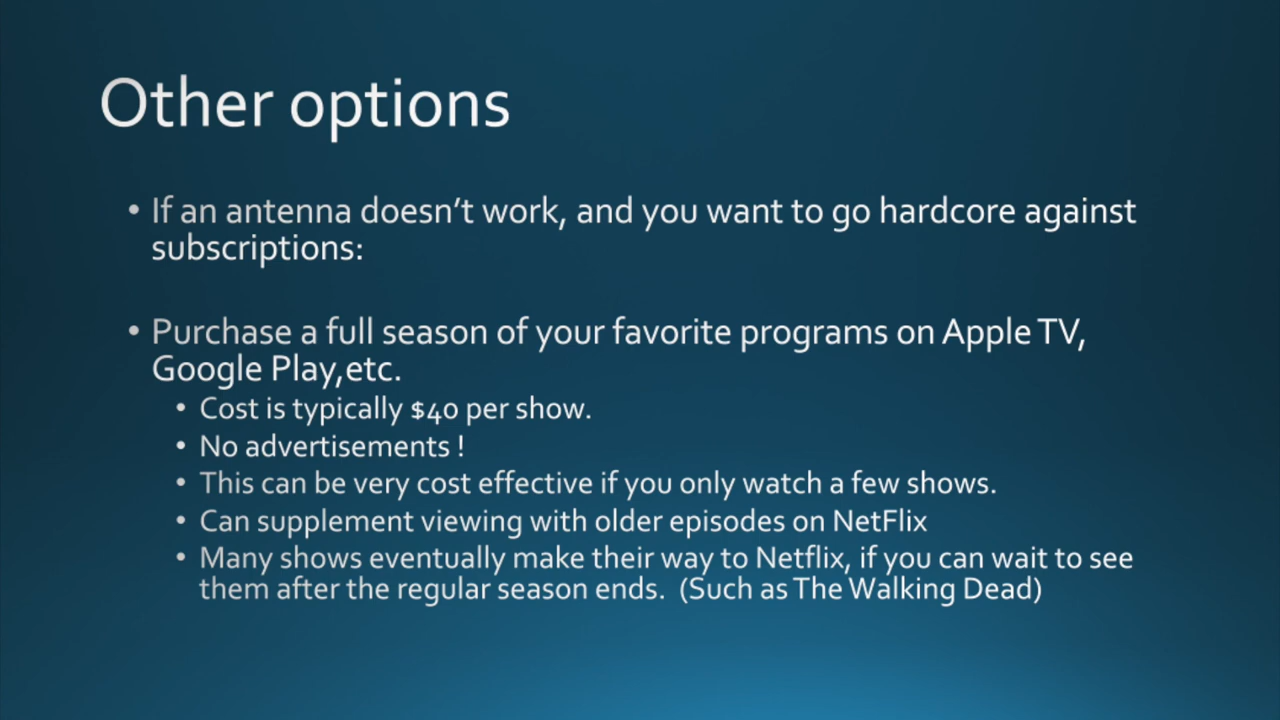 Other options
• If an antenna doesn’t work, and you want to go hardcore against
subscriptions:
• Purchase a full season of your favorite programs on Apple TV,
Google Play,etc.
• Cost is typically $40 per show.
• No advertisements !
• This can be very cost effective if you only watch a few shows.
• Can supplement viewing with older episodes on NetFlix
• Many shows eventually make their way to Netflix, if you can wait to see
them after the regular season ends.  (Such as The Walking Dead)